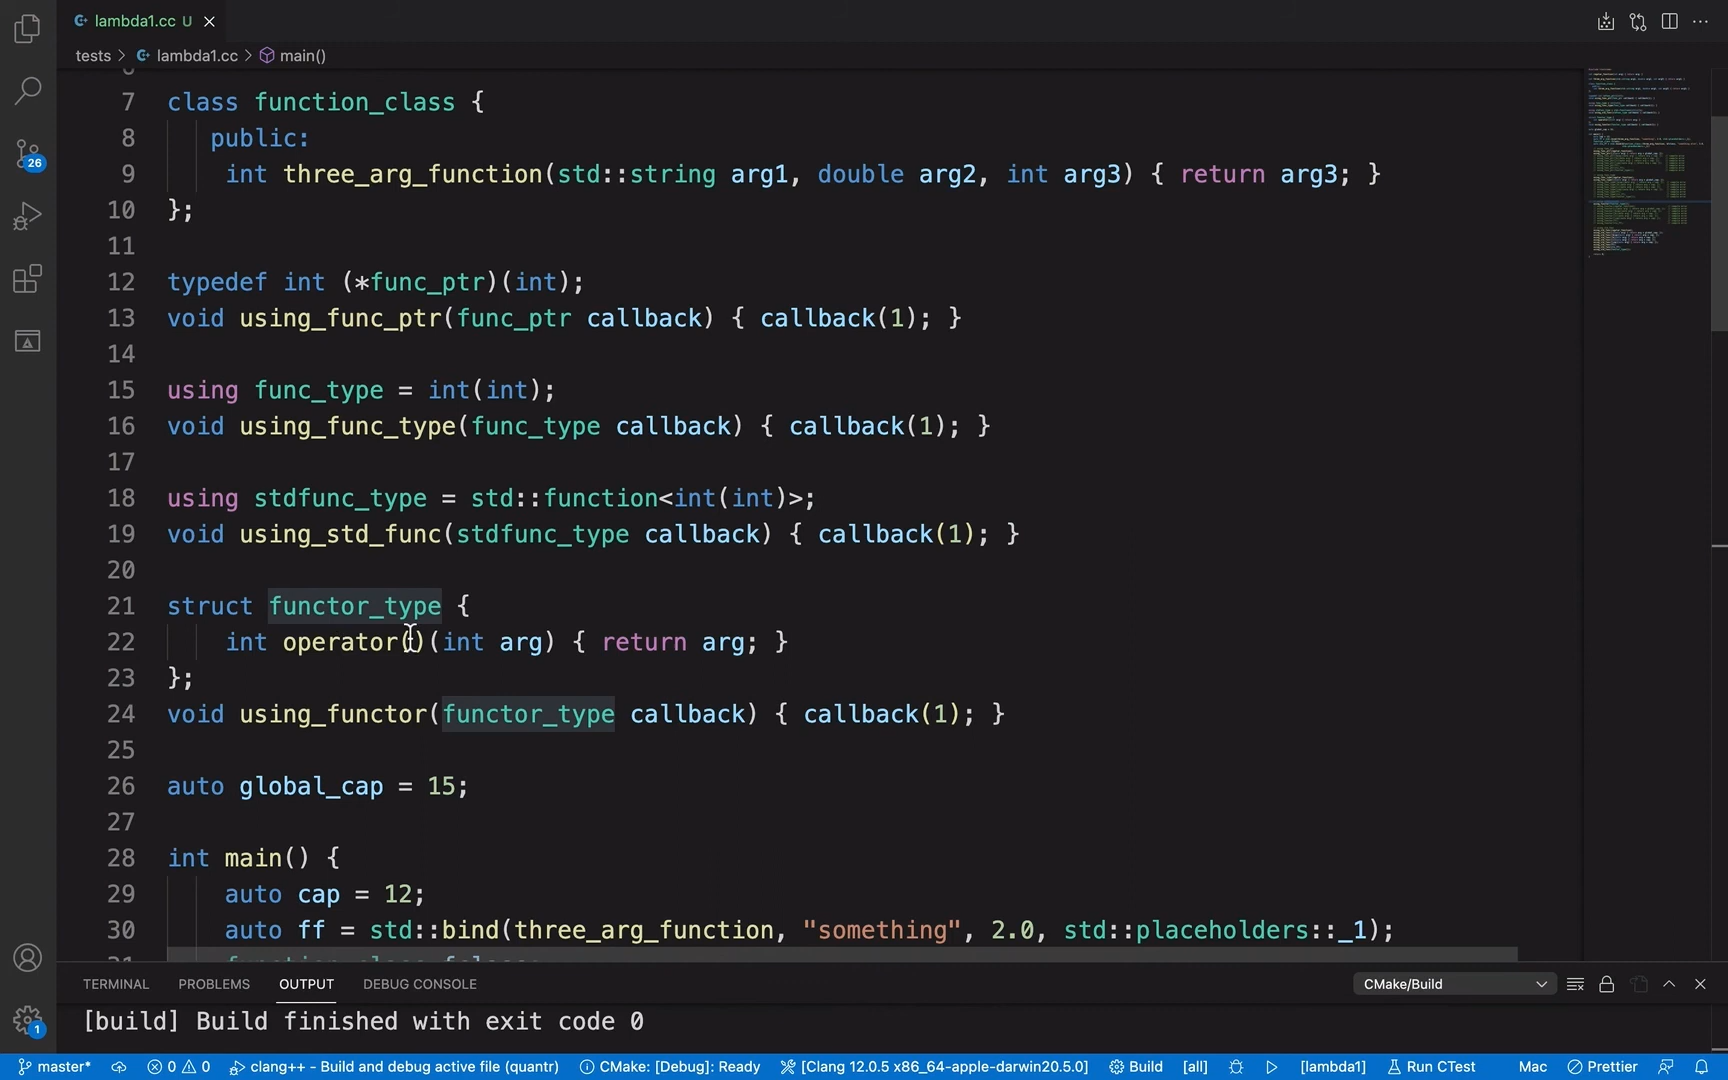 lambda1.cc U
tests > lambda1.cc > main()
7 class function_class {
8 public:
9 int three_arg_function(std::string arg1, double arg2, int arg3) { return arg3; }
10 };
11
12 typedef int (*func_ptr)(int);
13 void using_func_ptr(func_ptr callback) { callback(1); }
14
15 using func_type = int(int);
16 void using_func_type(func_type callback) { callback(1); }
17
18 using stdfunc_type = std::function<int(int)>;
19 void using_std_func(stdfunc_type callback) { callback(1); }
20
21 struct functor_type {
22 int operator()(int arg) { return arg; }
23 };
24 void using_functor(functor_type callback) { callback(1); }
25
26 auto global_cap = 15;
27
28 int main() {
29 auto cap = 12;
30 auto ff = std::bind(three_arg_function, "something", 2.0, std::placeholders::_1);
26
1
TERMINAL PROBLEMS OUTPUT DEBUG CONSOLE CMake/Build
[build] Build finished with exit code 0
master* 0 0 clang++ - Build and debug active file (quantr) CMake: [Debug]: Ready [Clang 12.0.5 x86_64-apple-darwin20.5.0] Build [all] [lambda1] Run CTest Mac Prettier